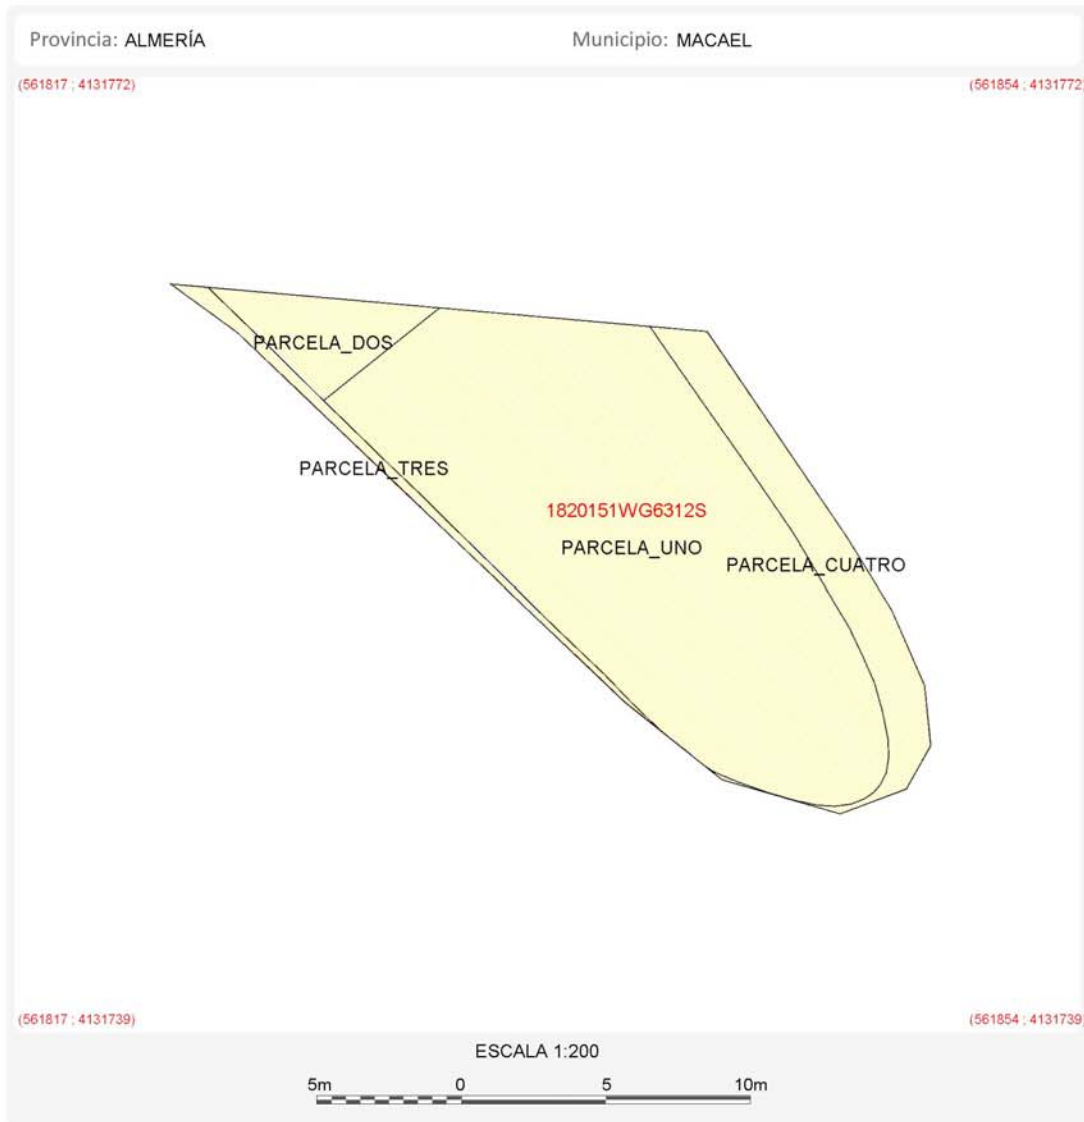 Provincia: ALMERÍA Municipio: MACAEL
(561817 ; 4131772) (561854 ; 4131772)
PARCELA_DOS
PARCELA_TRES
1820151WG6312S
PARCELA_UNO
PARCELA_CUATRO
(561817 ; 4131739) (561854 ; 4131739)
ESCALA 1:200
5m 0 5 10m